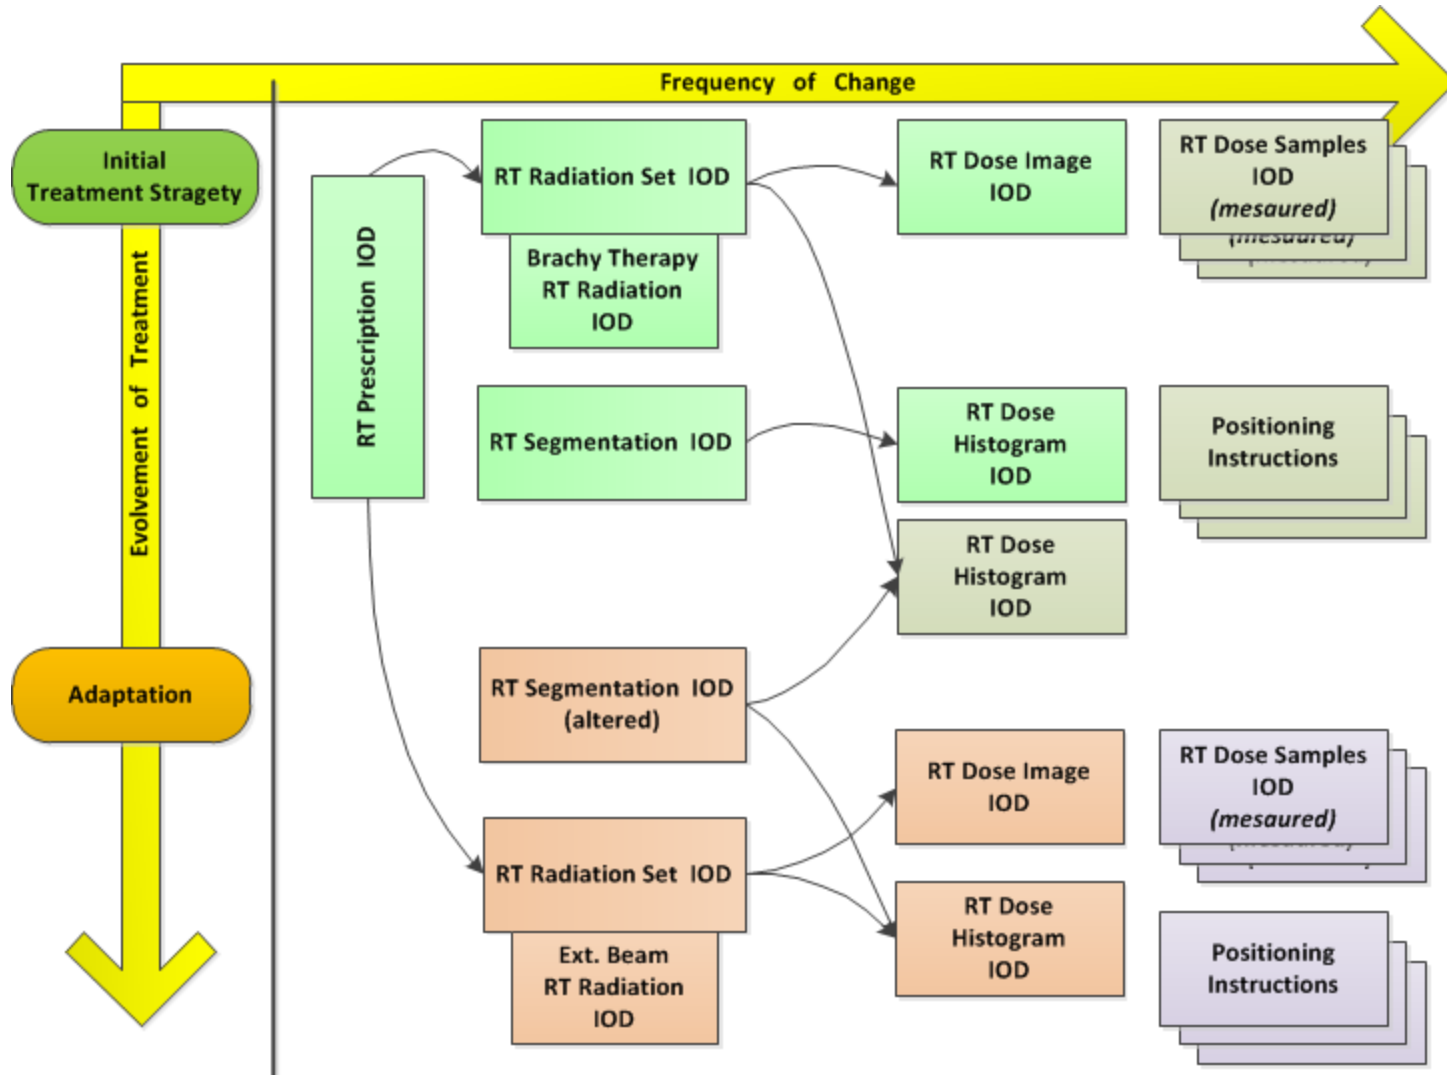 Frequency of Change
Initial
Treatment Stragety
Evolvement of Treatment
Adaptation
RT Prescription IOD
RT Radiation Set IOD
Brachy Therapy
RT Radiation
IOD
RT Dose Image
IOD
RT Dose Samples
IOD
(mesaured)
(mesaured)
(mesaured)
RT Segmentation IOD
RT Dose
Histogram
IOD
Positioning
Instructions
RT Dose
Histogram
IOD
RT Segmentation IOD
(altered)
RT Dose Image
IOD
RT Dose Samples
IOD
(mesaured)
(mesaured)
RT Radiation Set IOD
Ext. Beam
RT Radiation
IOD
RT Dose
Histogram
IOD
Positioning
Instructions